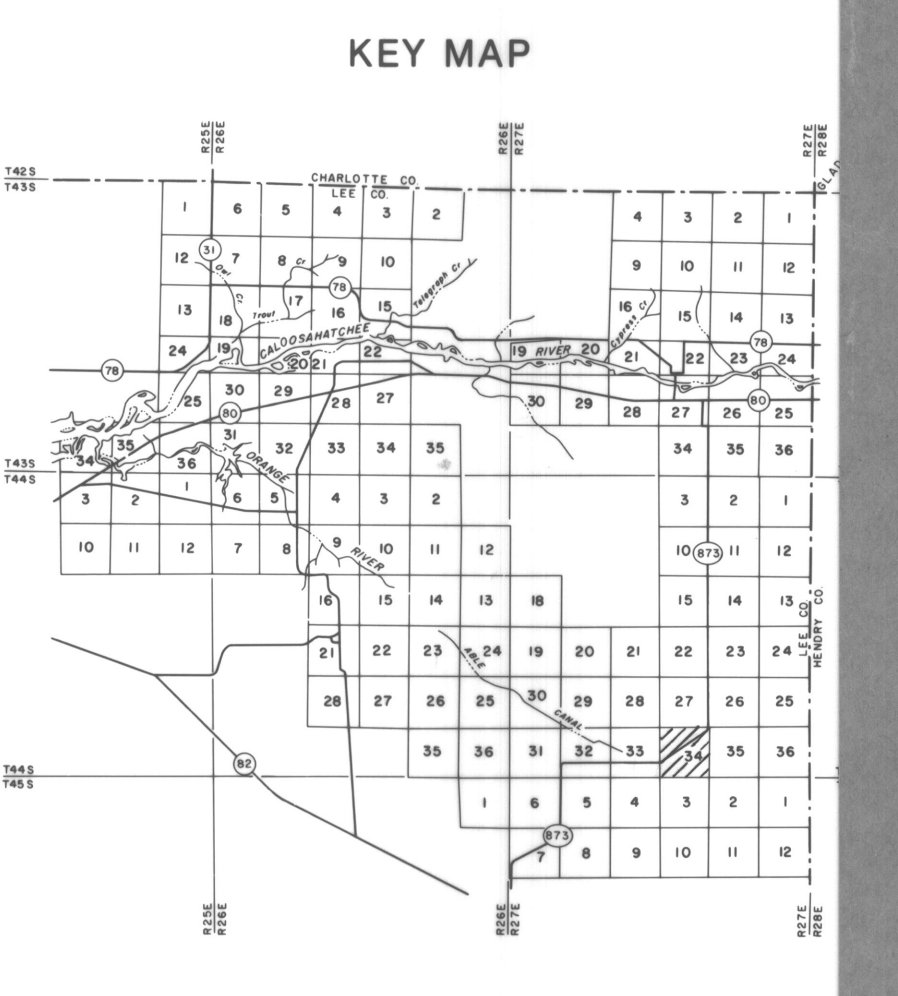 KEY MAP
R25E R26E
R26E R27E
R27E R28E
T42S
T43S
CHARLOTTE CO.
LEE CO.
GLAD
1 6 5 4 3 2 4 3 2 1
31
12 7 8 Cr 9 10 Telegraph Cr 9 10 11 12
Owl Cr.
78
13 18 17 16 15 16 15 14 13
Trout
Cypress Cr
CALOOSAHATCHEE
RIVER
24 19 20 21 22 19 20 21 22 23 24
78
78
25 30 29 28 27 30 29 28 27 26 25
80
80
34 35 36 31 32 33 34 35 34 35 36
ORANGE
T43S
T44S
3 2 1 6 5 4 3 2 3 2 1
10 11 12 7 8 9 10 11 12 10 873 11 12
RIVER
16 15 14 13 18 15 14 13
LEE CO.
HENDRY CO.
21 22 23 24 19 20 21 22 23 24
ABLE
28 27 26 25 30 29 28 27 26 25
CANAL
35 36 31 32 33 34 35 36
82
T44S
T45S
1 6 5 4 3 2 1
873
7 8 9 10 11 12
R25E R26E
R26E R27E
R27E R28E